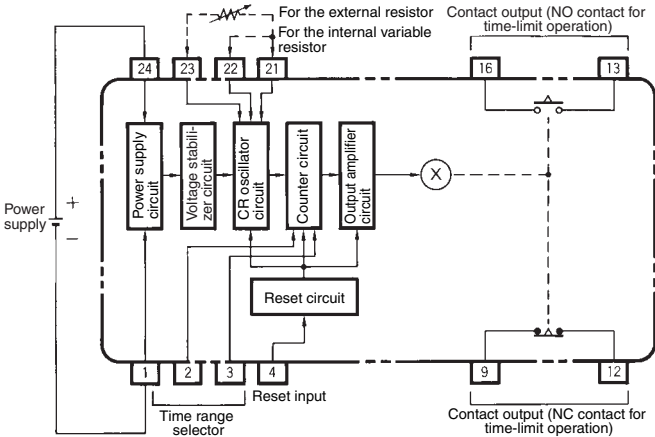 For the external resistor
For the internal variable
resistor
Contact output (NO contact for
time-limit operation)
24
23
22
21
16
13
Power supply
circuit
Voltage stabili-
zer circuit
CR oscillator
circuit
Counter circuit
Output amplifier
circuit
X
Power
supply
+
−
Reset circuit
1
2
3
4
9
12
Time range
selector
Reset input
Contact output (NC contact for
time-limit operation)